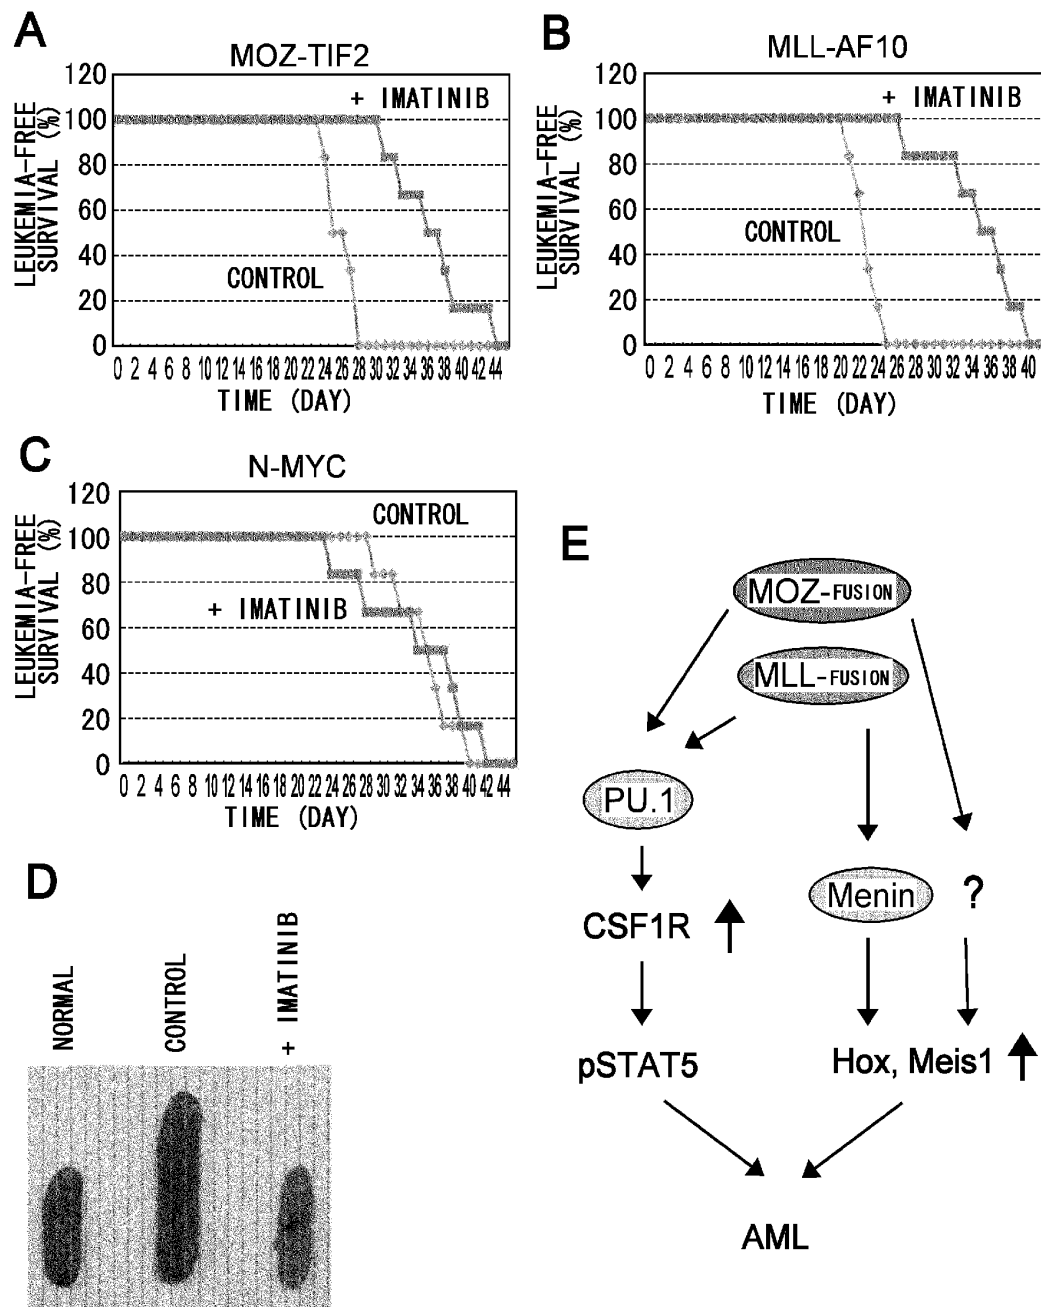 A
MOZ-TIF2
LEUKEMIA-FREE
SURVIVAL (%)
120
100
80
60
40
20
0
+ IMATINIB
CONTROL
0 2 4 6 8 10 12 14 16 18 20 22 24 26 28 30 32 34 36 38 40 42 44
TIME (DAY)
B
MLL-AF10
LEUKEMIA-FREE
SURVIVAL (%)
120
100
80
60
40
20
0
+ IMATINIB
CONTROL
0 2 4 6 8 10 12 14 16 18 20 22 24 26 28 30 32 34 36 38 40
TIME (DAY)
C
N-MYC
LEUKEMIA-FREE
SURVIVAL (%)
120
100
80
60
40
20
0
CONTROL
+ IMATINIB
0 2 4 6 8 10 12 14 16 18 20 22 24 26 28 30 32 34 36 38 40 42 44
TIME (DAY)
D
NORMAL
CONTROL
+ IMATINIB
E
MOZ-FUSION
MLL-FUSION
PU.1
Menin ?
CSF1R
pSTAT5
Hox, Meis1
AML